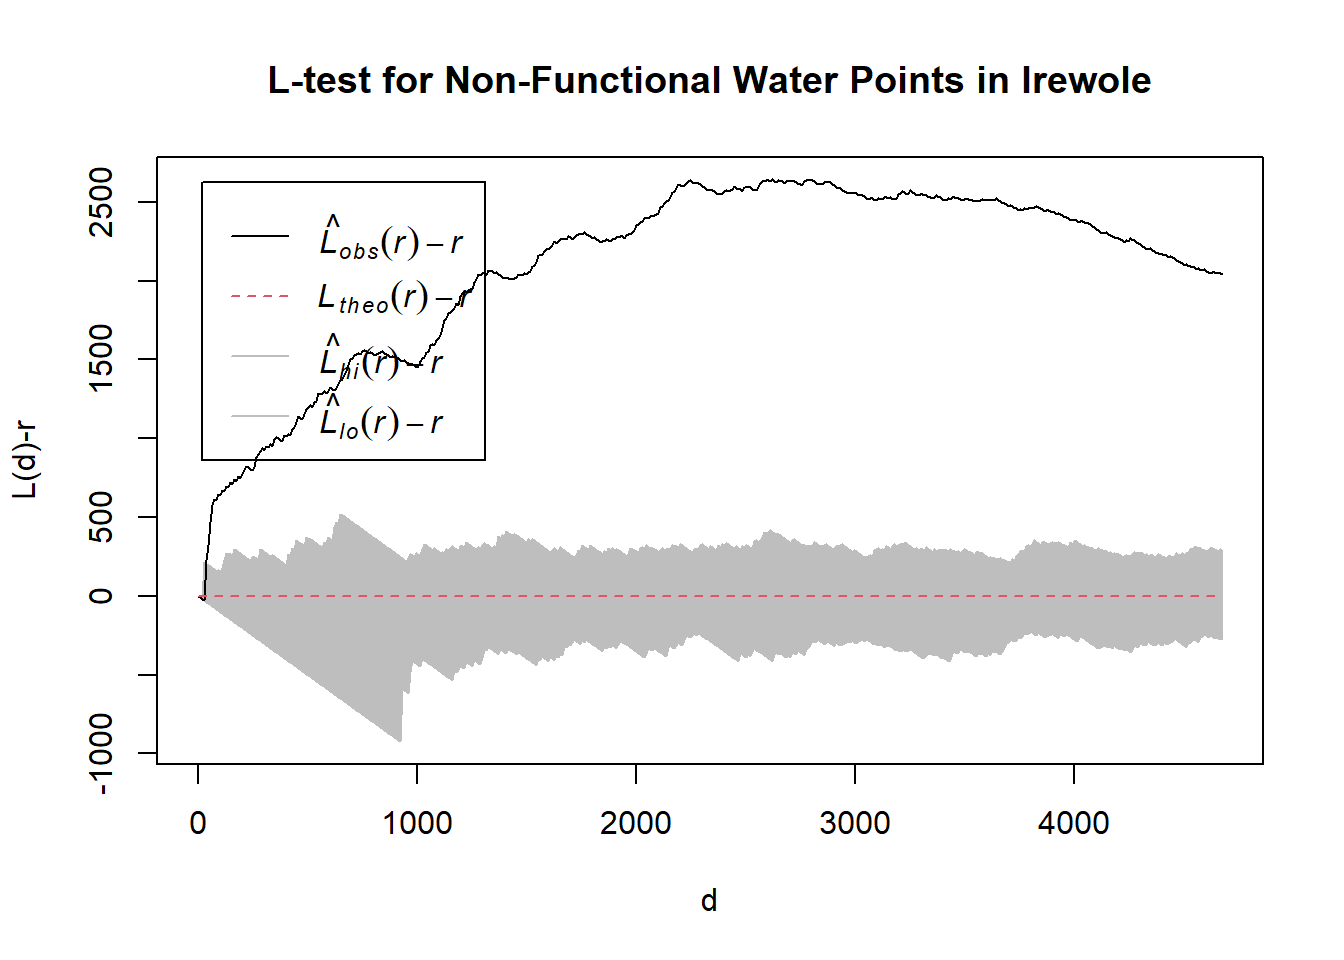 L-test for Non-Functional Water Points in Irewole
L(d)-r
2500
1500
500
0
-1000
L̂obs(r) – r
Ltheo(r) – r
L̂hi(r) – r
L̂lo(r) – r
0 1000 2000 3000 4000
d